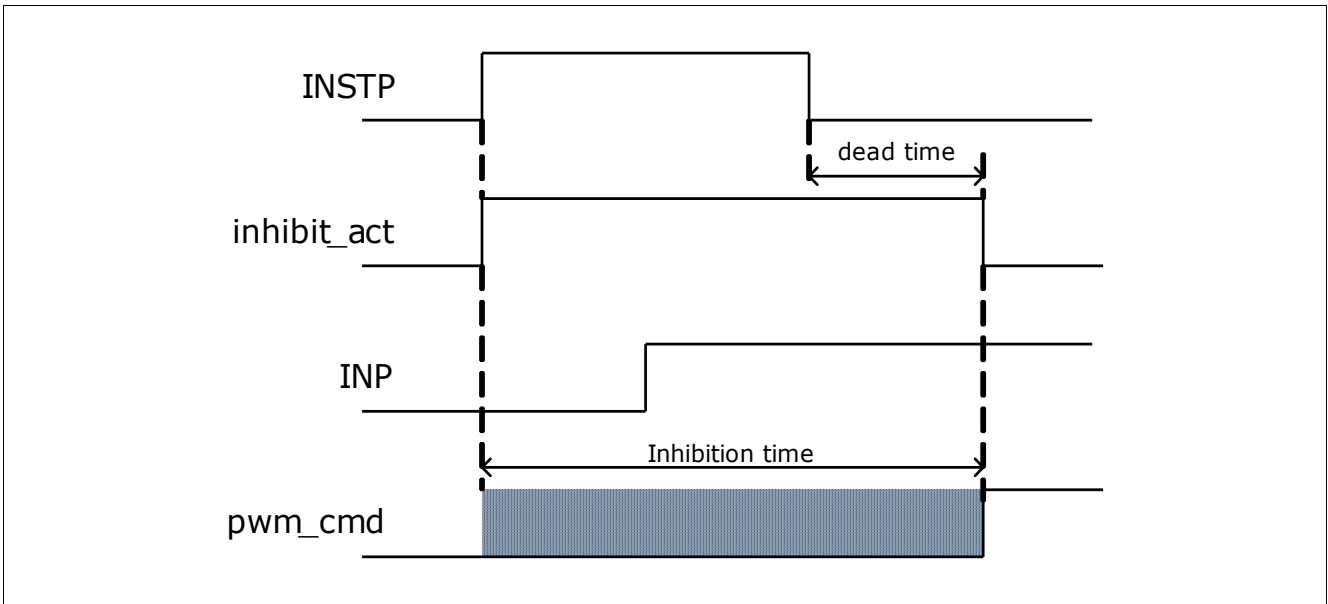 INSTP
dead time
inhibit_act
INP
Inhibition time
pwm_cmd